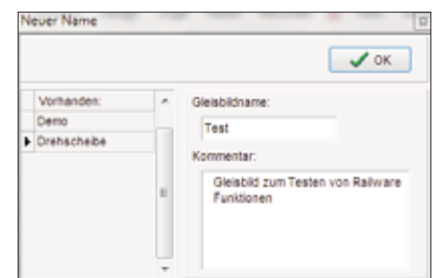 Neuer Name
OK
Vorhanden:
Demo
Drehscheibe
Gleisbildname:
Test
Kommentar:
Gleisbild zum Testen von Railware
Funktionen